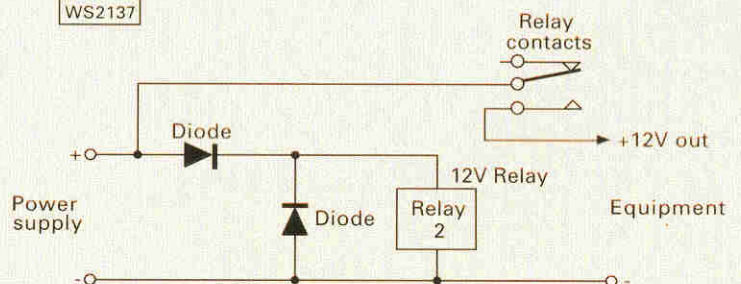 WS2137
Relay
contacts
Diode
+
+12V out
12V Relay
Power
supply
Diode
Relay
2
Equipment
-
-